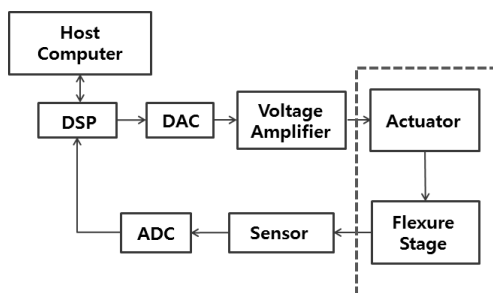 Host
Computer
DSP
DAC
Voltage
Amplifier
Actuator
ADC
Sensor
Flexure
Stage